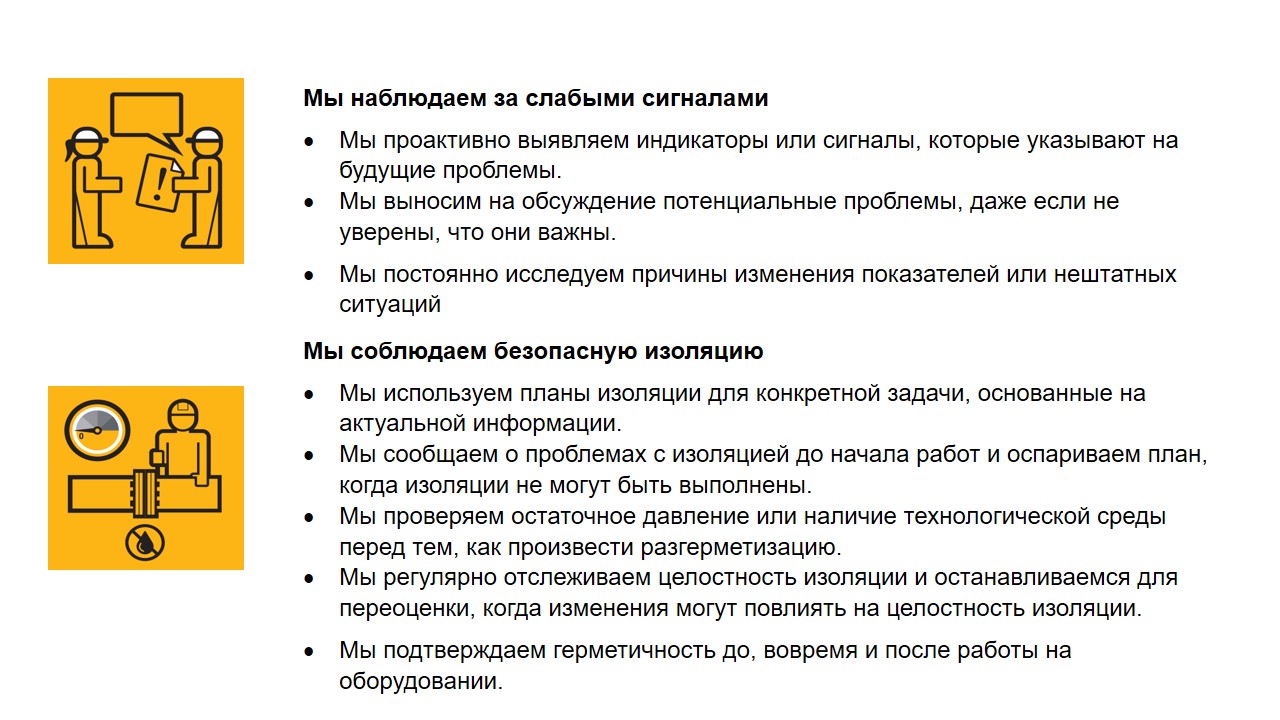 Мы наблюдаем за слабыми сигналами
• Мы проактивно выявляем индикаторы или сигналы, которые указывают на
будущие проблемы.
• Мы выносим на обсуждение потенциальные проблемы, даже если не
уверены, что они важны.
• Мы постоянно исследуем причины изменения показателей или нештатных
ситуаций
Мы соблюдаем безопасную изоляцию
• Мы используем планы изоляции для конкретной задачи, основанные на
актуальной информации.
• Мы сообщаем о проблемах с изоляцией до начала работ и оспариваем план,
когда изоляции не могут быть выполнены.
• Мы проверяем остаточное давление или наличие технологической среды
перед тем, как произвести разгерметизацию.
• Мы регулярно отслеживаем целостность изоляции и останавливаемся для
переоценки, когда изменения могут повлиять на целостность изоляции.
• Мы подтверждаем герметичность до, вовремя и после работы на
оборудовании.
!
0